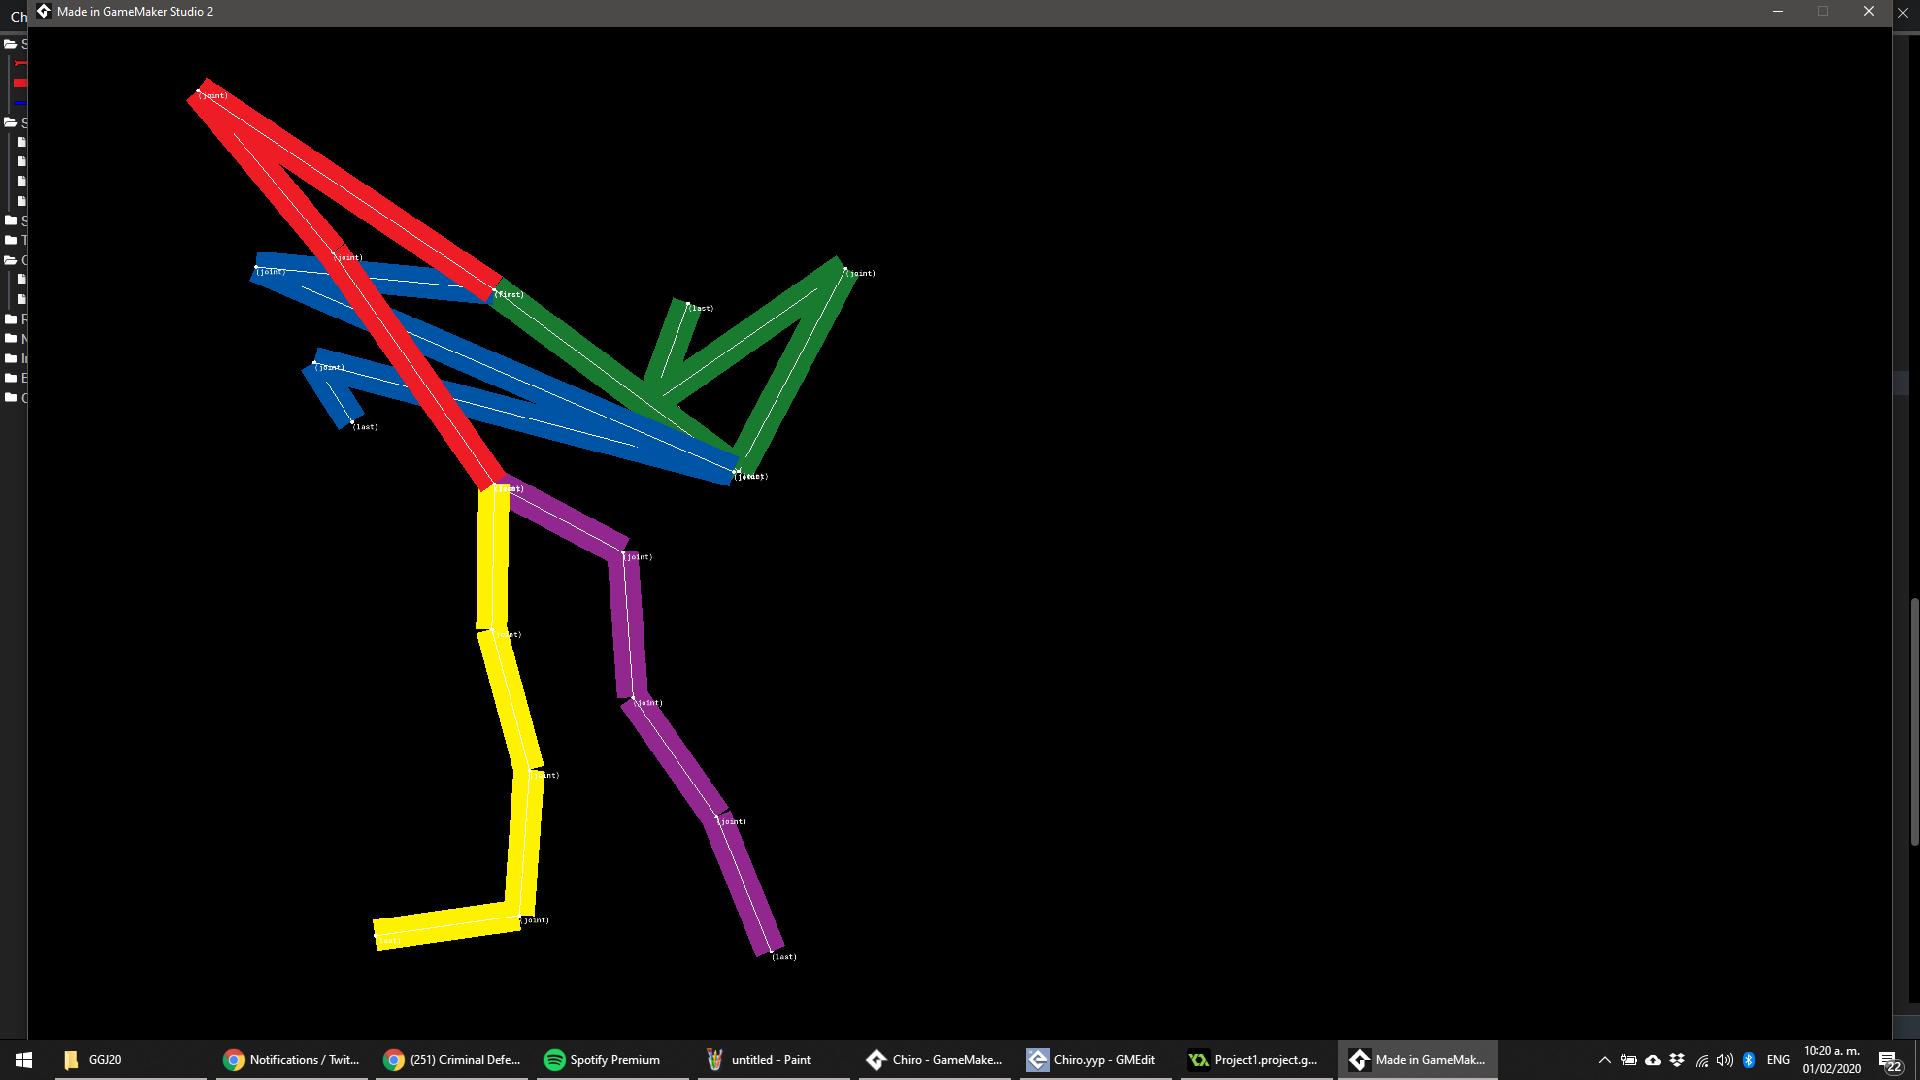 Ch
Made in GameMaker Studio 2
(joint)
(joint)
(joint)
(first)
(joint)
(last)
(joint)
(last)
(joint)
(joint)
(joint)
(joint)
(joint)
(joint)
(joint)
(last)
(last)
GGJ20
Notifications / Twit...
(251) Criminal Defe...
Spotify Premium
untitled - Paint
Chiro - GameMake...
Chiro.yyp - GMEdit
Project1.project.g...
Made in GameMak...
ENG
10:20 a. m.
01/02/2020
22